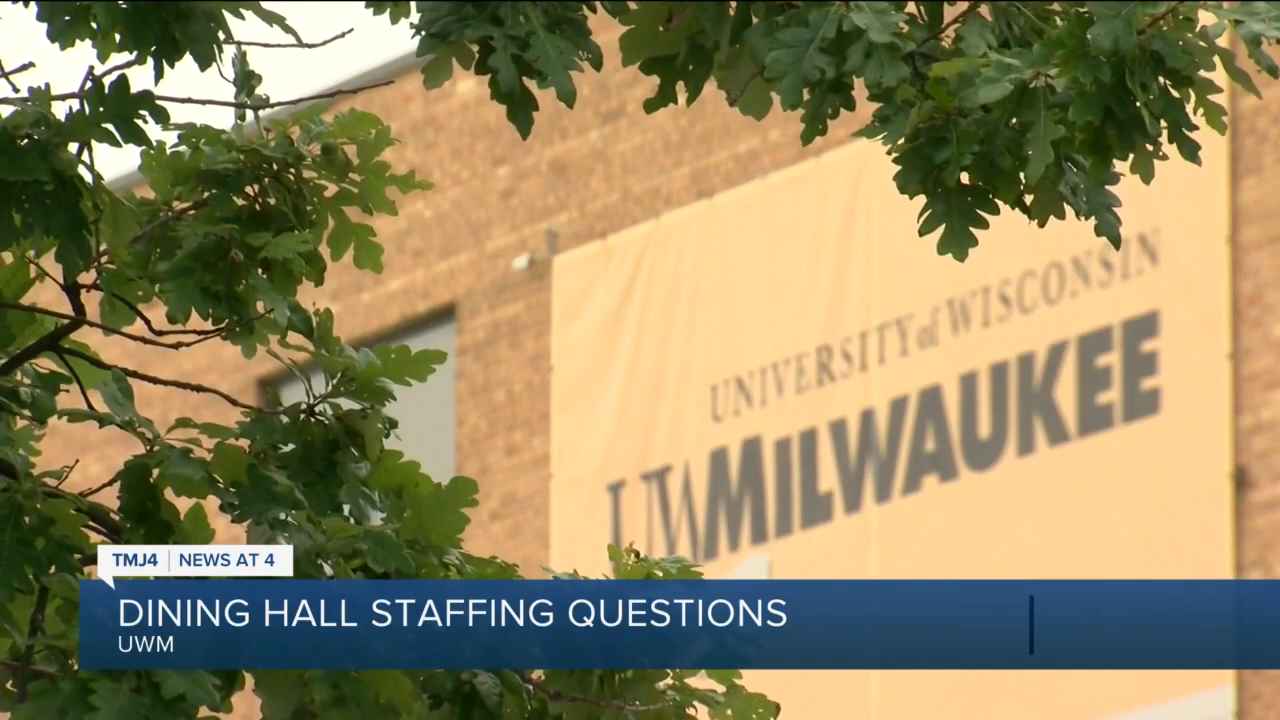 UNIVERSITY of WISCONSIN
UWMILWAUKEE
TMJ4 | NEWS AT 4
DINING HALL STAFFING QUESTIONS
UWM